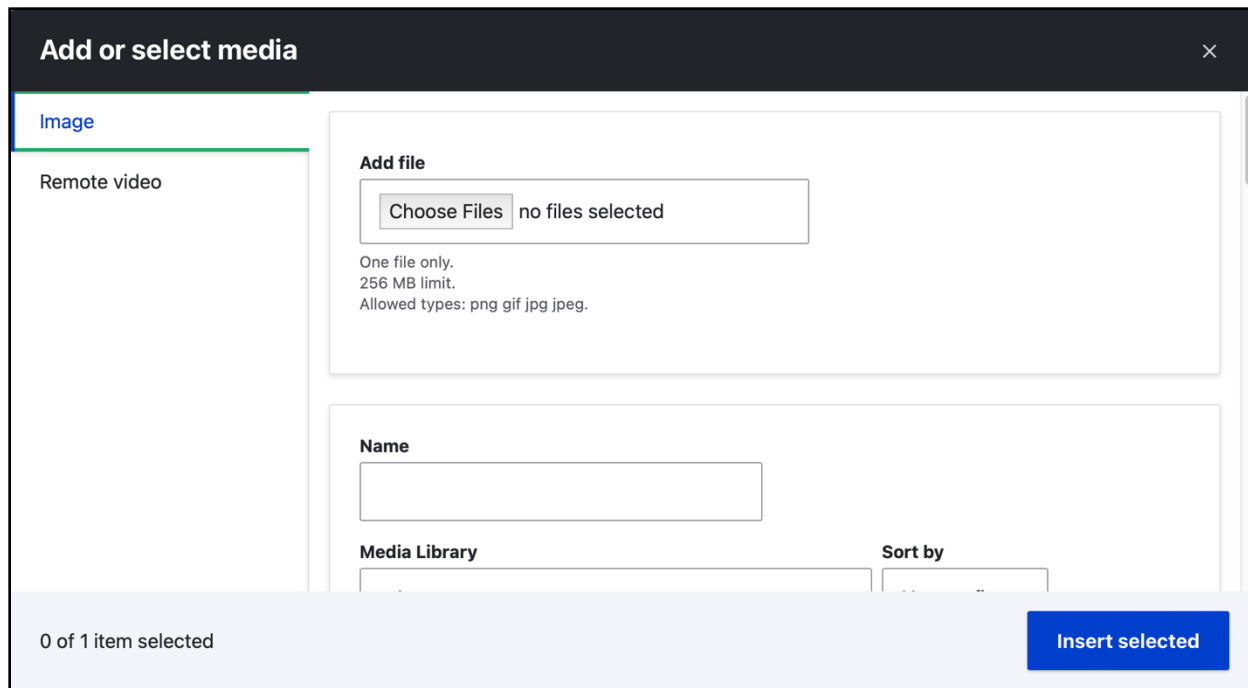 Add or select media
Image
Remote video
Add file
Choose Files no files selected
One file only.
256 MB limit.
Allowed types: png gif jpg jpeg.
Name
Media Library Sort by
0 of 1 item selected
Insert selected